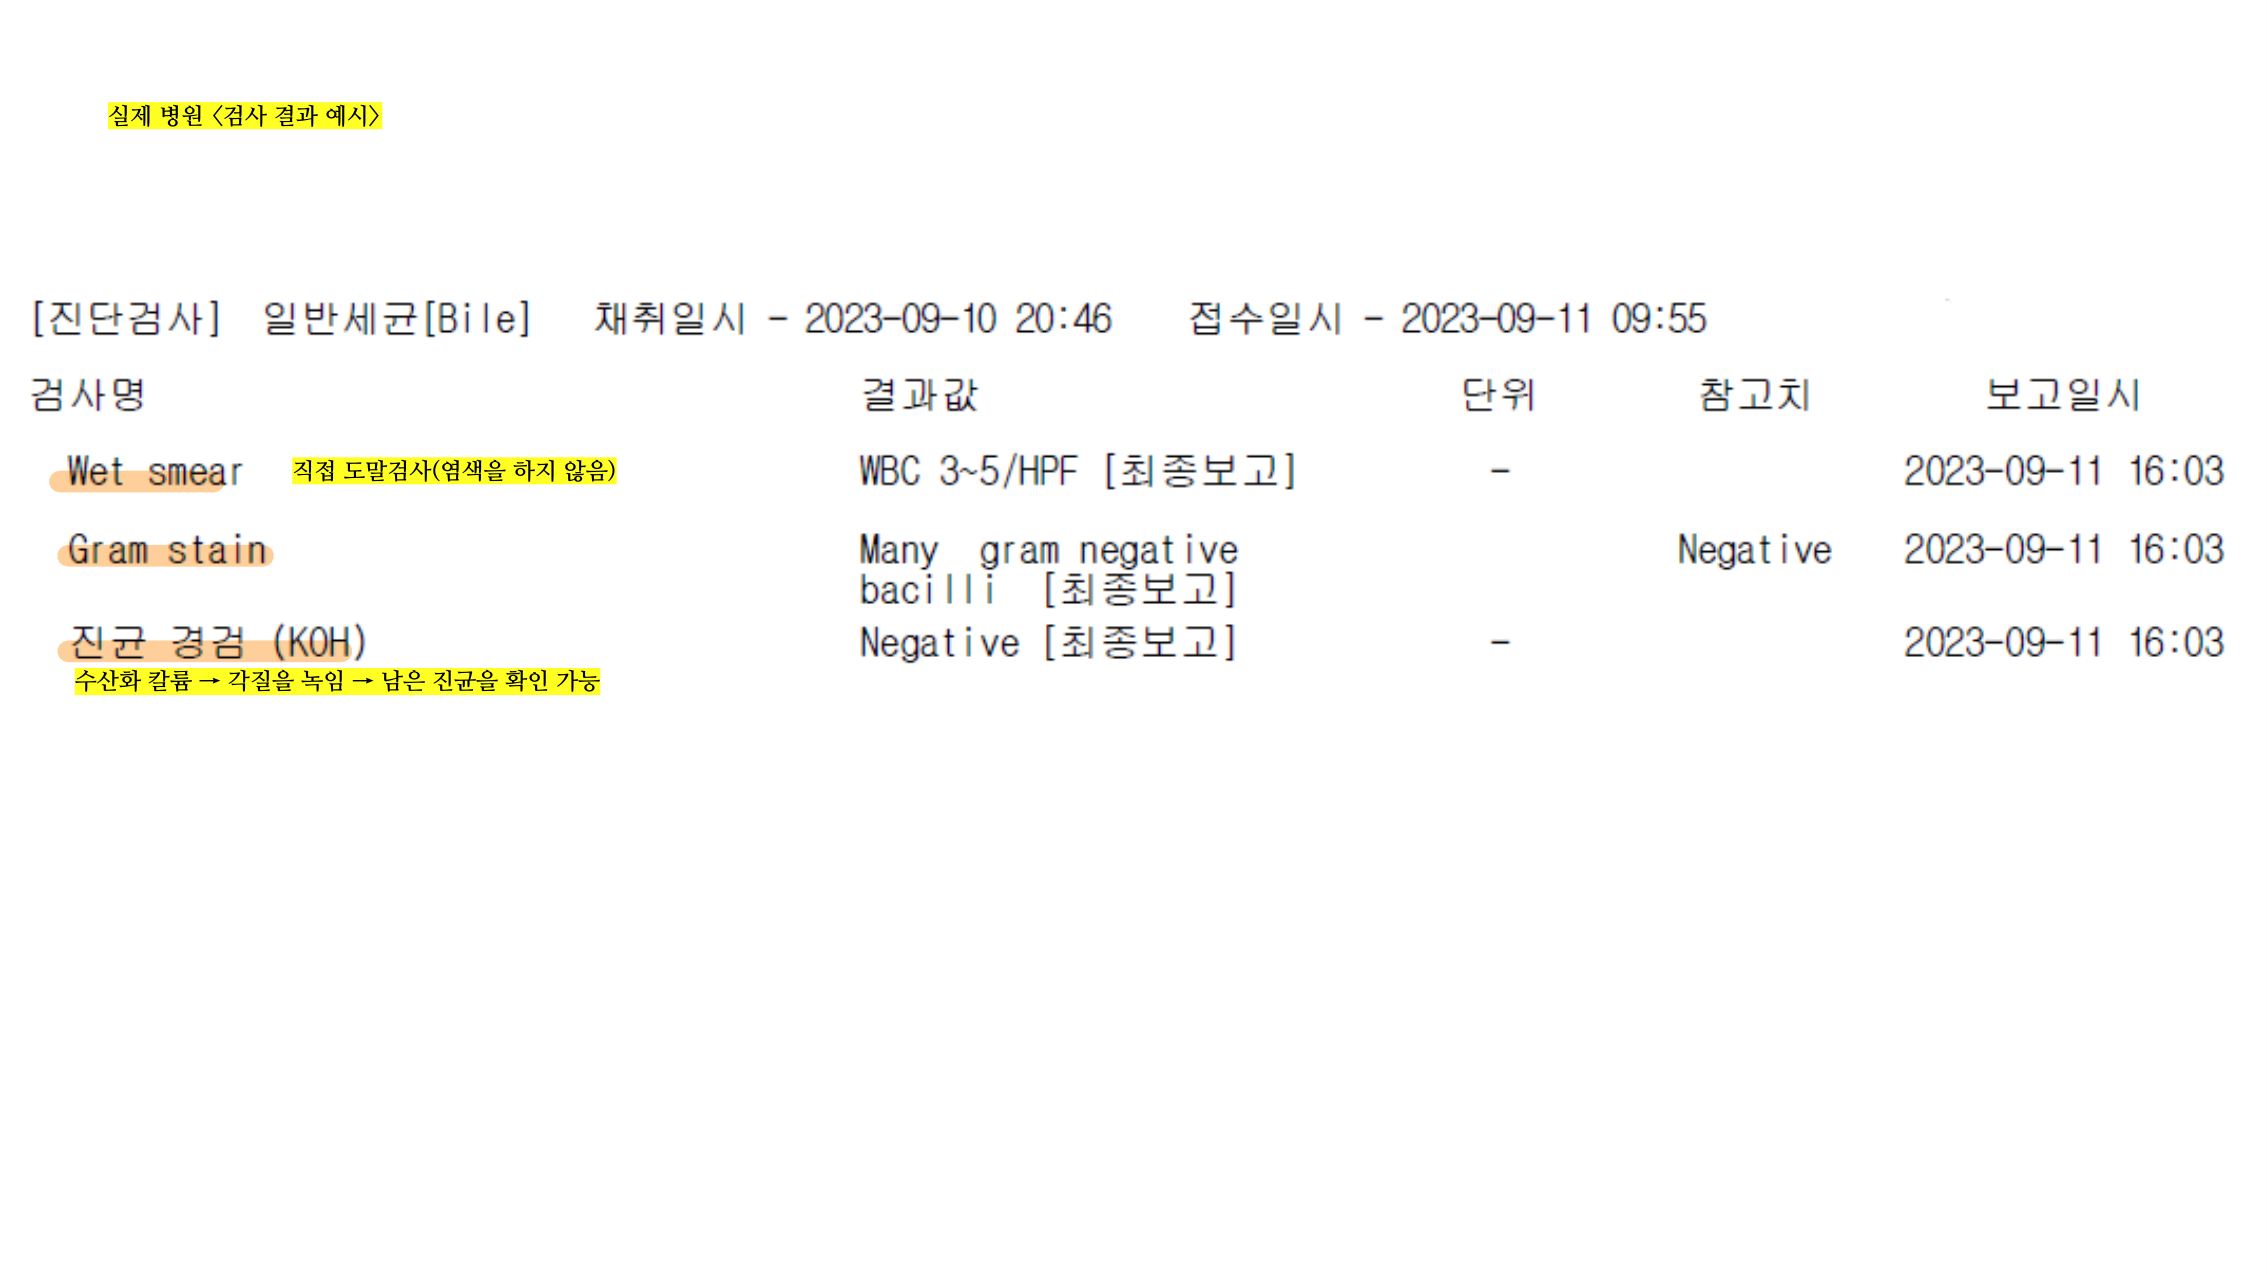 실제 병원 <검사 결과 예시>
[진단검사] 일반세균[Bile] 채취일시 - 2023-09-10 20:46 접수일시 - 2023-09-11 09:55
검사명 결과값 단위 참고치 보고일시
Wet smear 직접 도말검사(염색을 하지 않음) WBC 3~5/HPF [최종보고] - 2023-09-11 16:03
Gram stain Many gram negative Negative 2023-09-11 16:03
bacilli [최종보고]
진균 경검 (KOH) Negative [최종보고] - 2023-09-11 16:03
수산화 칼륨 → 각질을 녹임 → 남은 진균을 확인 가능